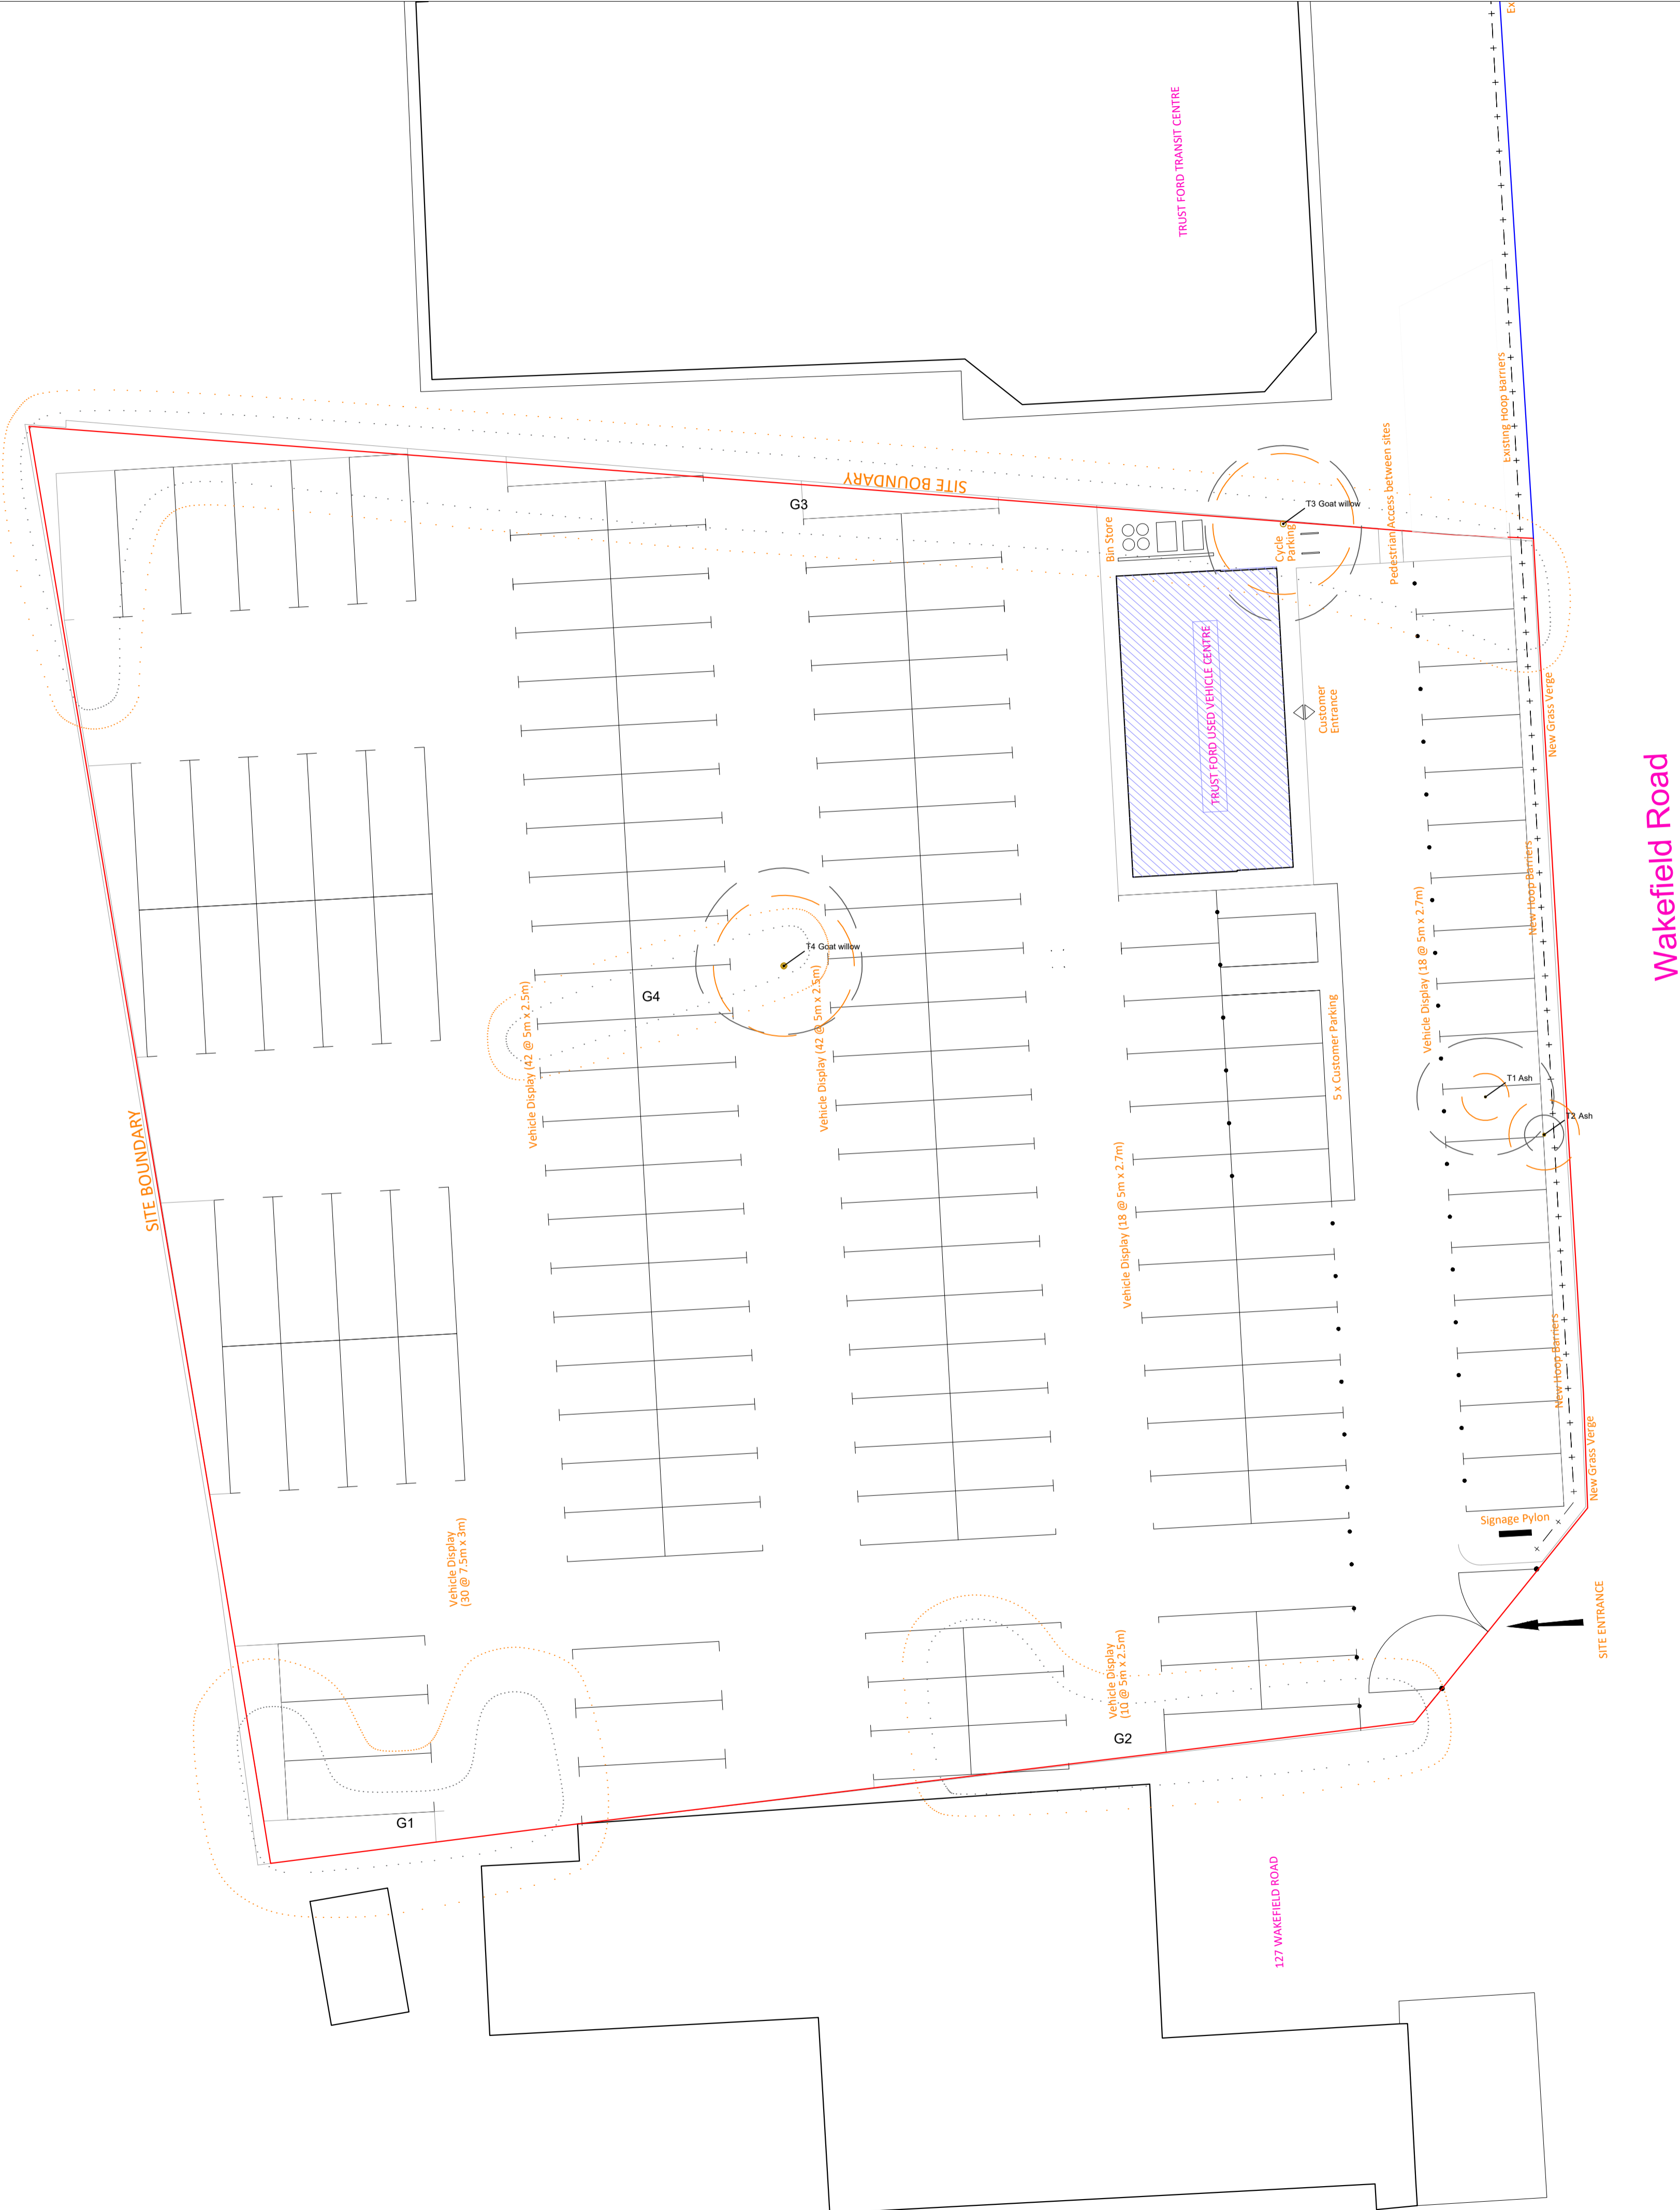 Ex
TRUST FORD TRANSIT CENTRE
Existing Hoop Barriers
SITE BOUNDARY
G3
Bin Store
T3 Goat willow
Cycle
Parking
Pedestrian Access between sites
TRUST FORD USED VEHICLE CENTRE
Customer
Entrance
New Grass Verge
Wakefield Road
New Hoop Barriers
T4 Goat willow
G4
Vehicle Display (42 @ 5m x 2.5m)
Vehicle Display (42 @ 5m x 2.5m)
5 x Customer Parking
Vehicle Display (18 @ 5m x 2.7m)
T1 Ash
T2 Ash
SITE BOUNDARY
Vehicle Display (18 @ 5m x 2.7m)
New Hoop Barriers
New Grass Verge
Signage Pylon
Vehicle Display
(30 @ 7.5m x 3m)
SITE ENTRANCE
Vehicle Display
(10 @ 5m x 2.5m)
G2
G1
127 WAKEFIELD ROAD